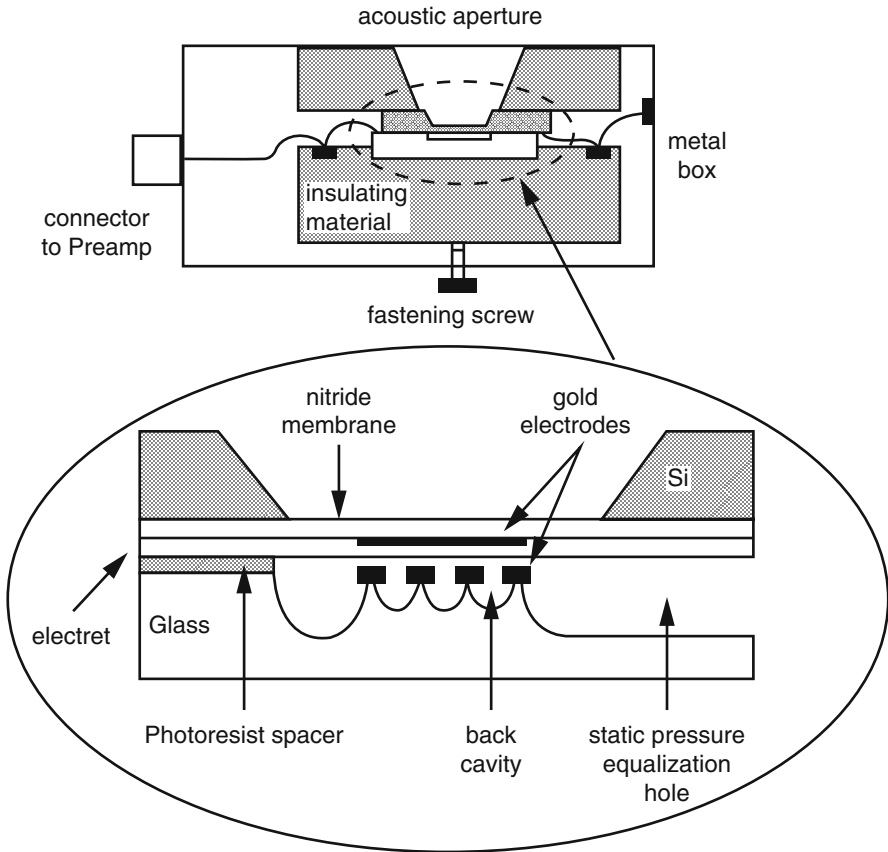 acoustic aperture
metal
box
insulating
material
connector
to Preamp
fastening screw
nitride
membrane
gold
electrodes
Si
electret
Glass
Photoresist spacer
back
cavity
static pressure
equalization
hole